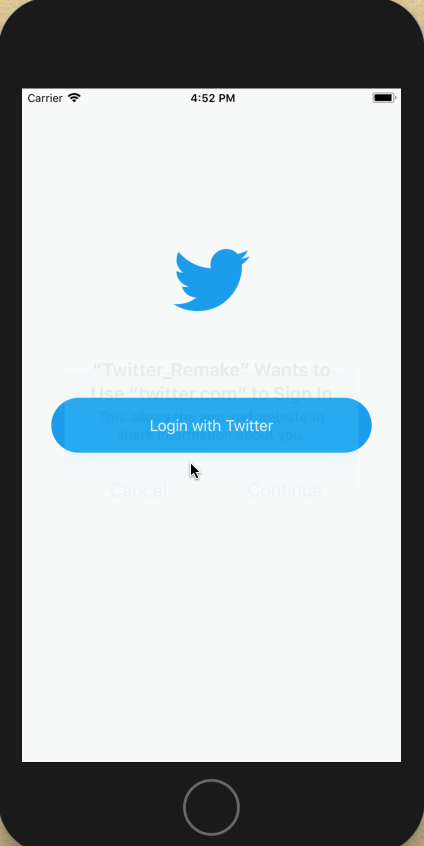 Carrier
4:52 PM
“Twitter_Remake” Wants to
Use “twitter.com” to Sign In
This allows the app and website to
Login with Twitter
share information about you.
Cancel
Continue